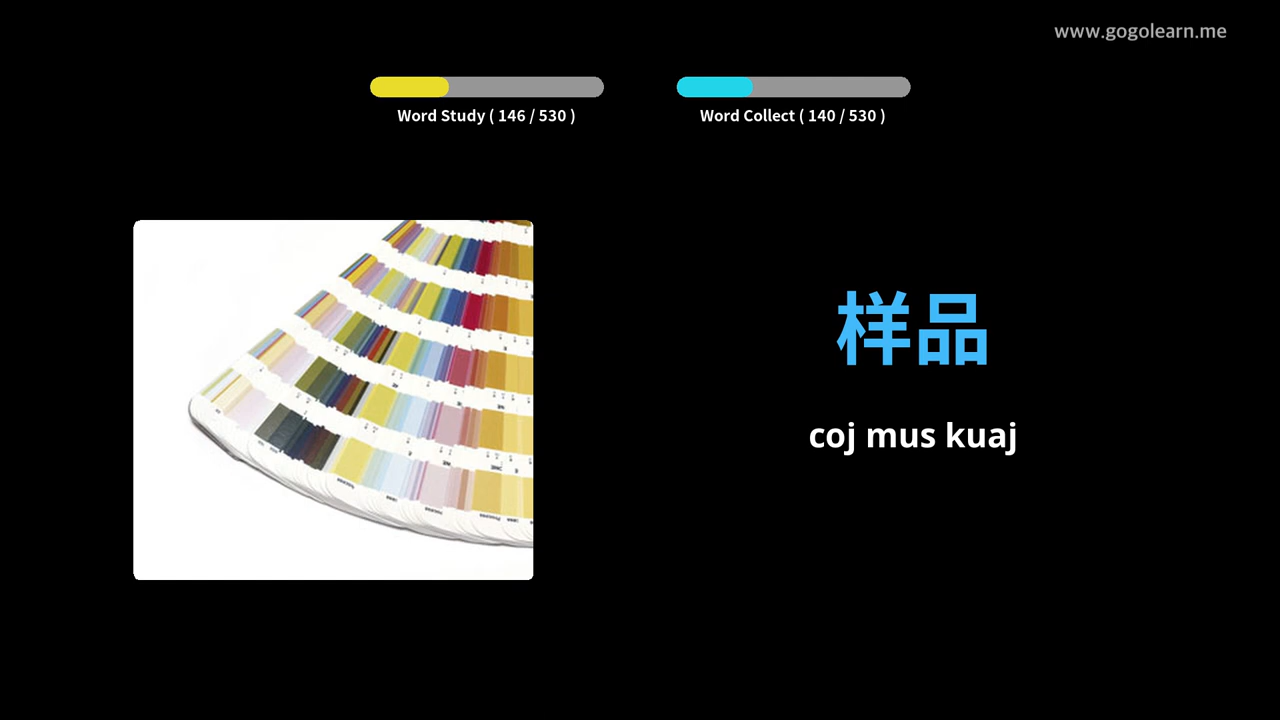 www.gogolearn.me
Word Study ( 146 / 530 )
Word Collect ( 140 / 530 )
样品
coj mus kuaj